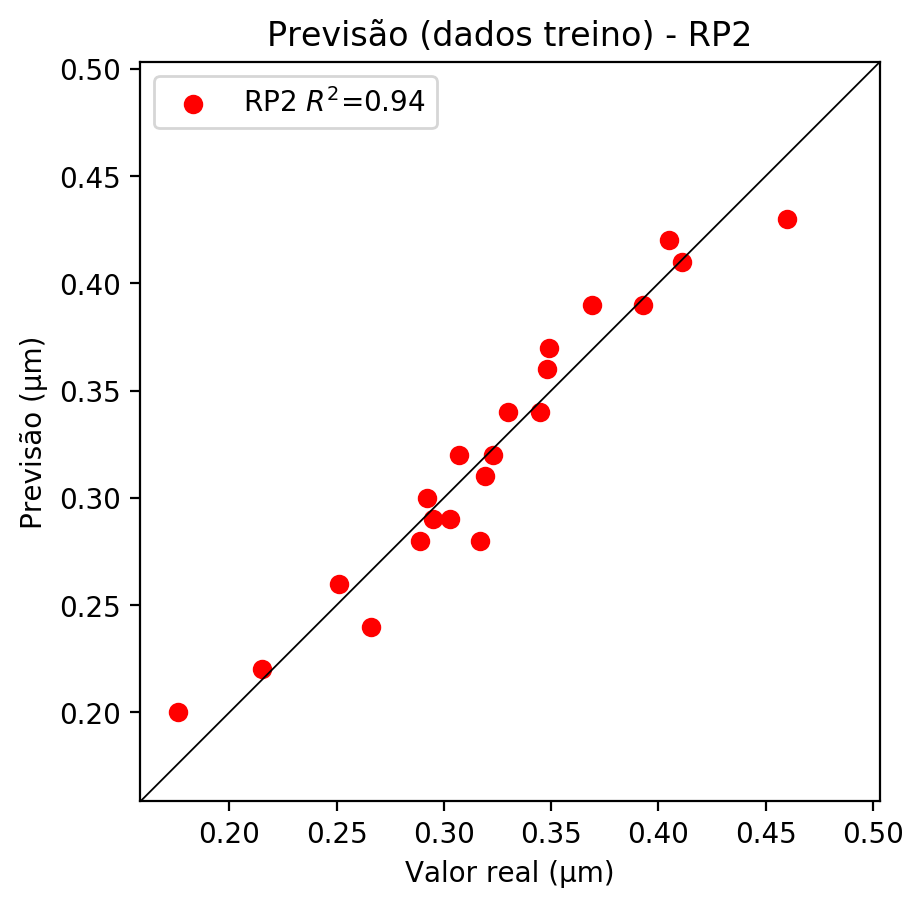 Previsão (dados treino) - RP2
RP2 R²=0.94
0.50
0.45
0.40
0.35
0.30
0.25
0.20
Previsão (µm)
0.20 0.25 0.30 0.35 0.40 0.45 0.50
Valor real (µm)